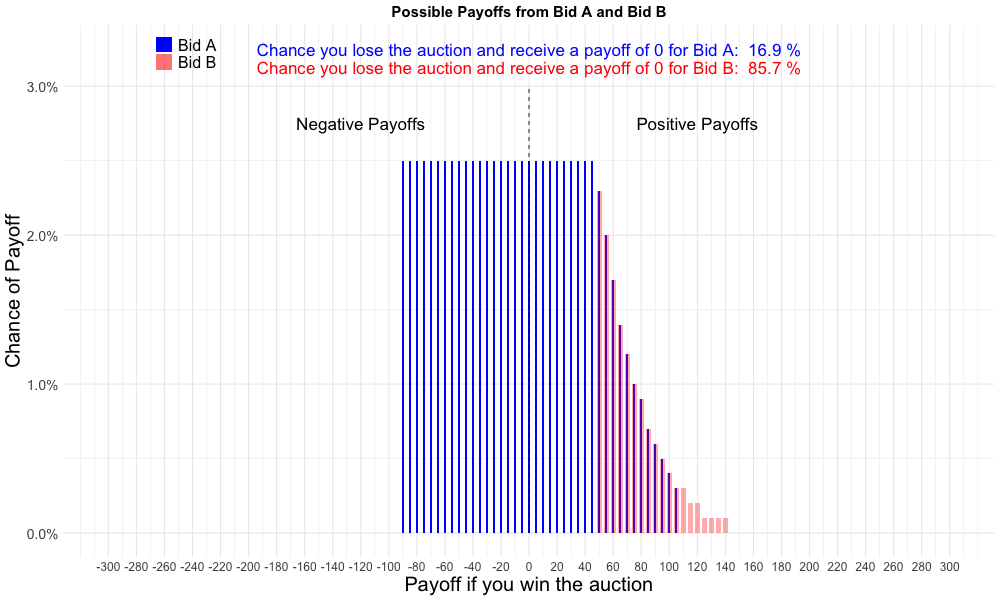 Possible Payoffs from Bid A and Bid B
Bid A
Bid B
Chance you lose the auction and receive a payoff of 0 for Bid A: 16.9 %
Chance you lose the auction and receive a payoff of 0 for Bid B: 85.7 %
Negative Payoffs
Positive Payoffs
Chance of Payoff
3.0%
2.0%
1.0%
0.0%
-300 -280 -260 -240 -220 -200 -180 -160 -140 -120 -100 -80 -60 -40 -20 0 20 40 60 80 100 120 140 160 180 200 220 240 260 280 300
Payoff if you win the auction